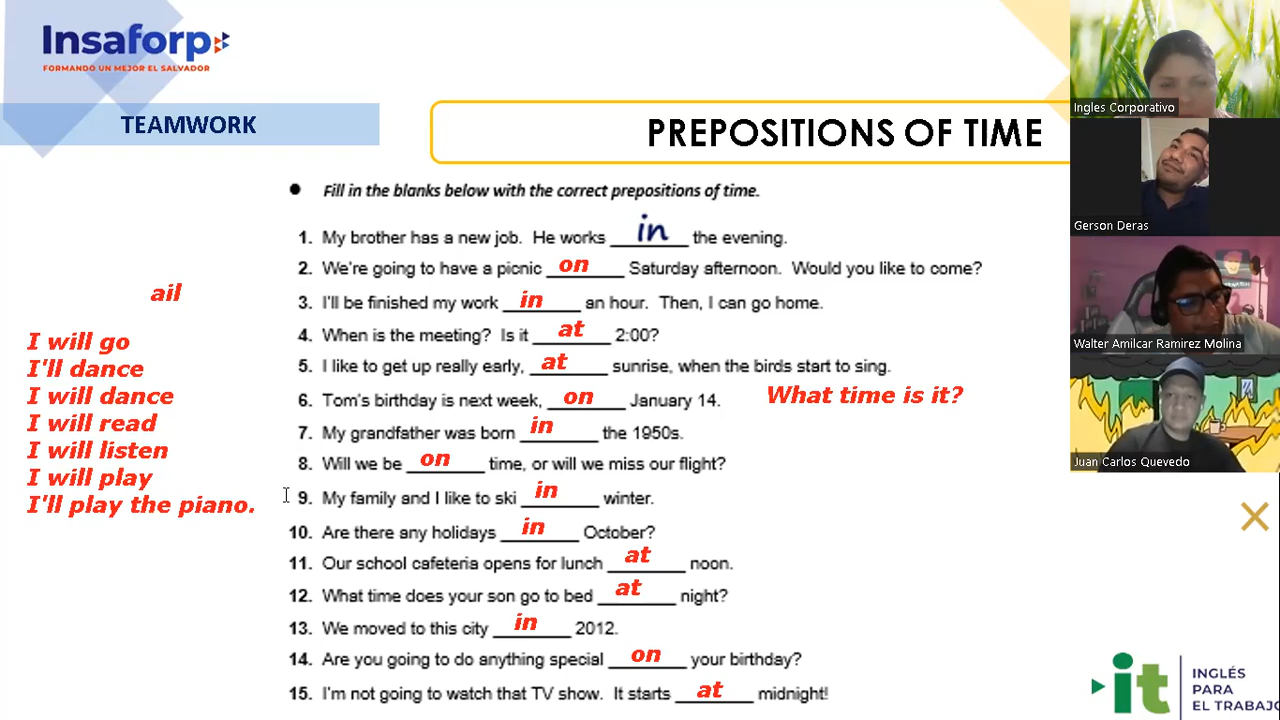 Insaforp
FORMANDO UN MEJOR EL SALVADOR
TEAMWORK
PREPOSITIONS OF TIME
● Fill in the blanks below with the correct prepositions of time.
1. My brother has a new job. He works in the evening.
2. We're going to have a picnic on Saturday afternoon. Would you like to come?
3. I'll be finished my work in an hour. Then, I can go home.
4. When is the meeting? Is it at 2:00?
5. I like to get up really early, at sunrise, when the birds start to sing.
6. Tom's birthday is next week, on January 14.
7. My grandfather was born in the 1950s.
8. Will we be on time, or will we miss our flight?
9. My family and I like to ski in winter.
10. Are there any holidays in October?
11. Our school cafeteria opens for lunch at noon.
12. What time does your son go to bed at night?
13. We moved to this city in 2012.
14. Are you going to do anything special on your birthday?
15. I'm not going to watch that TV show. It starts at midnight!
ail
I will go
I'll dance
I will dance
I will read
I will listen
I will play
I'll play the piano.
What time is it?
Ingles Corporativo
Gerson Deras
Walter Amilcar Ramirez Molina
Juan Carlos Quevedo
it
INGLÉS
PARA
EL TRABAJO